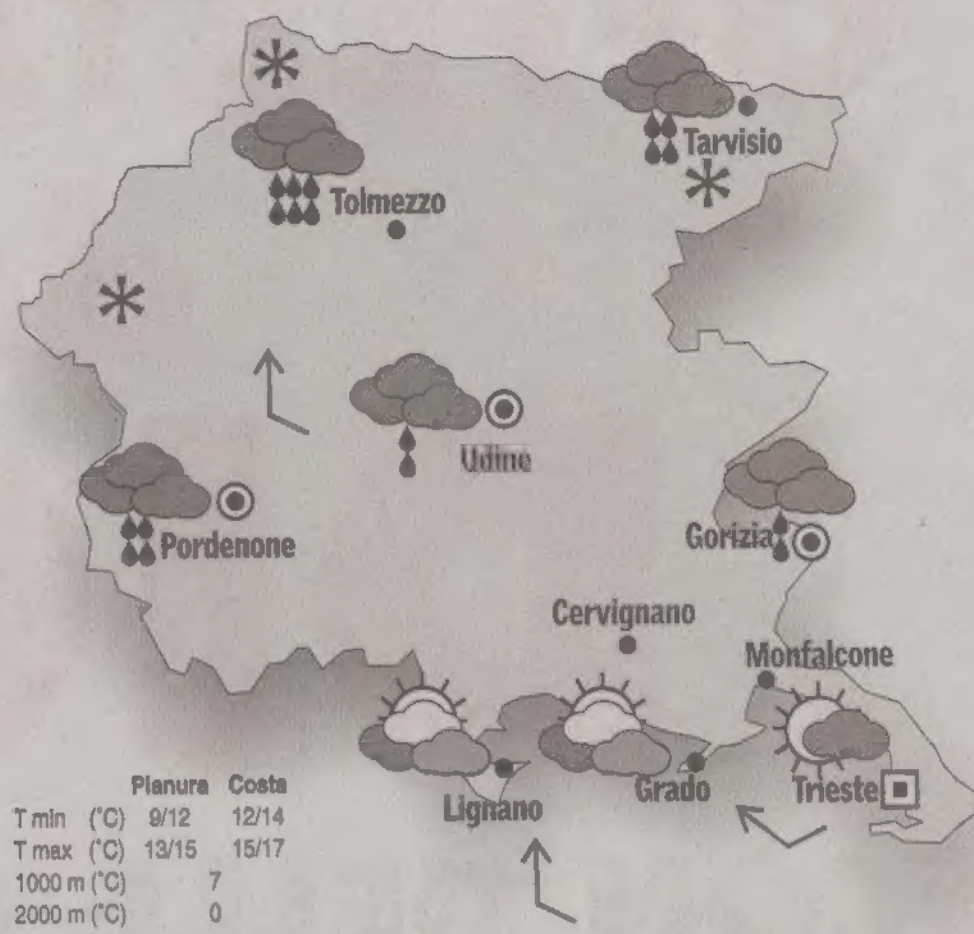 Tarvisio
Tolmezzo
Udine
Pordenone
Gorizia
Cervignano
Monfalcone
Lignano
Grado
Trieste
Pianura Costa
T min (°C) 9/12 12/14
T max (°C) 13/15 15/17
1000 m (°C) 7
2000 m (°C) 0